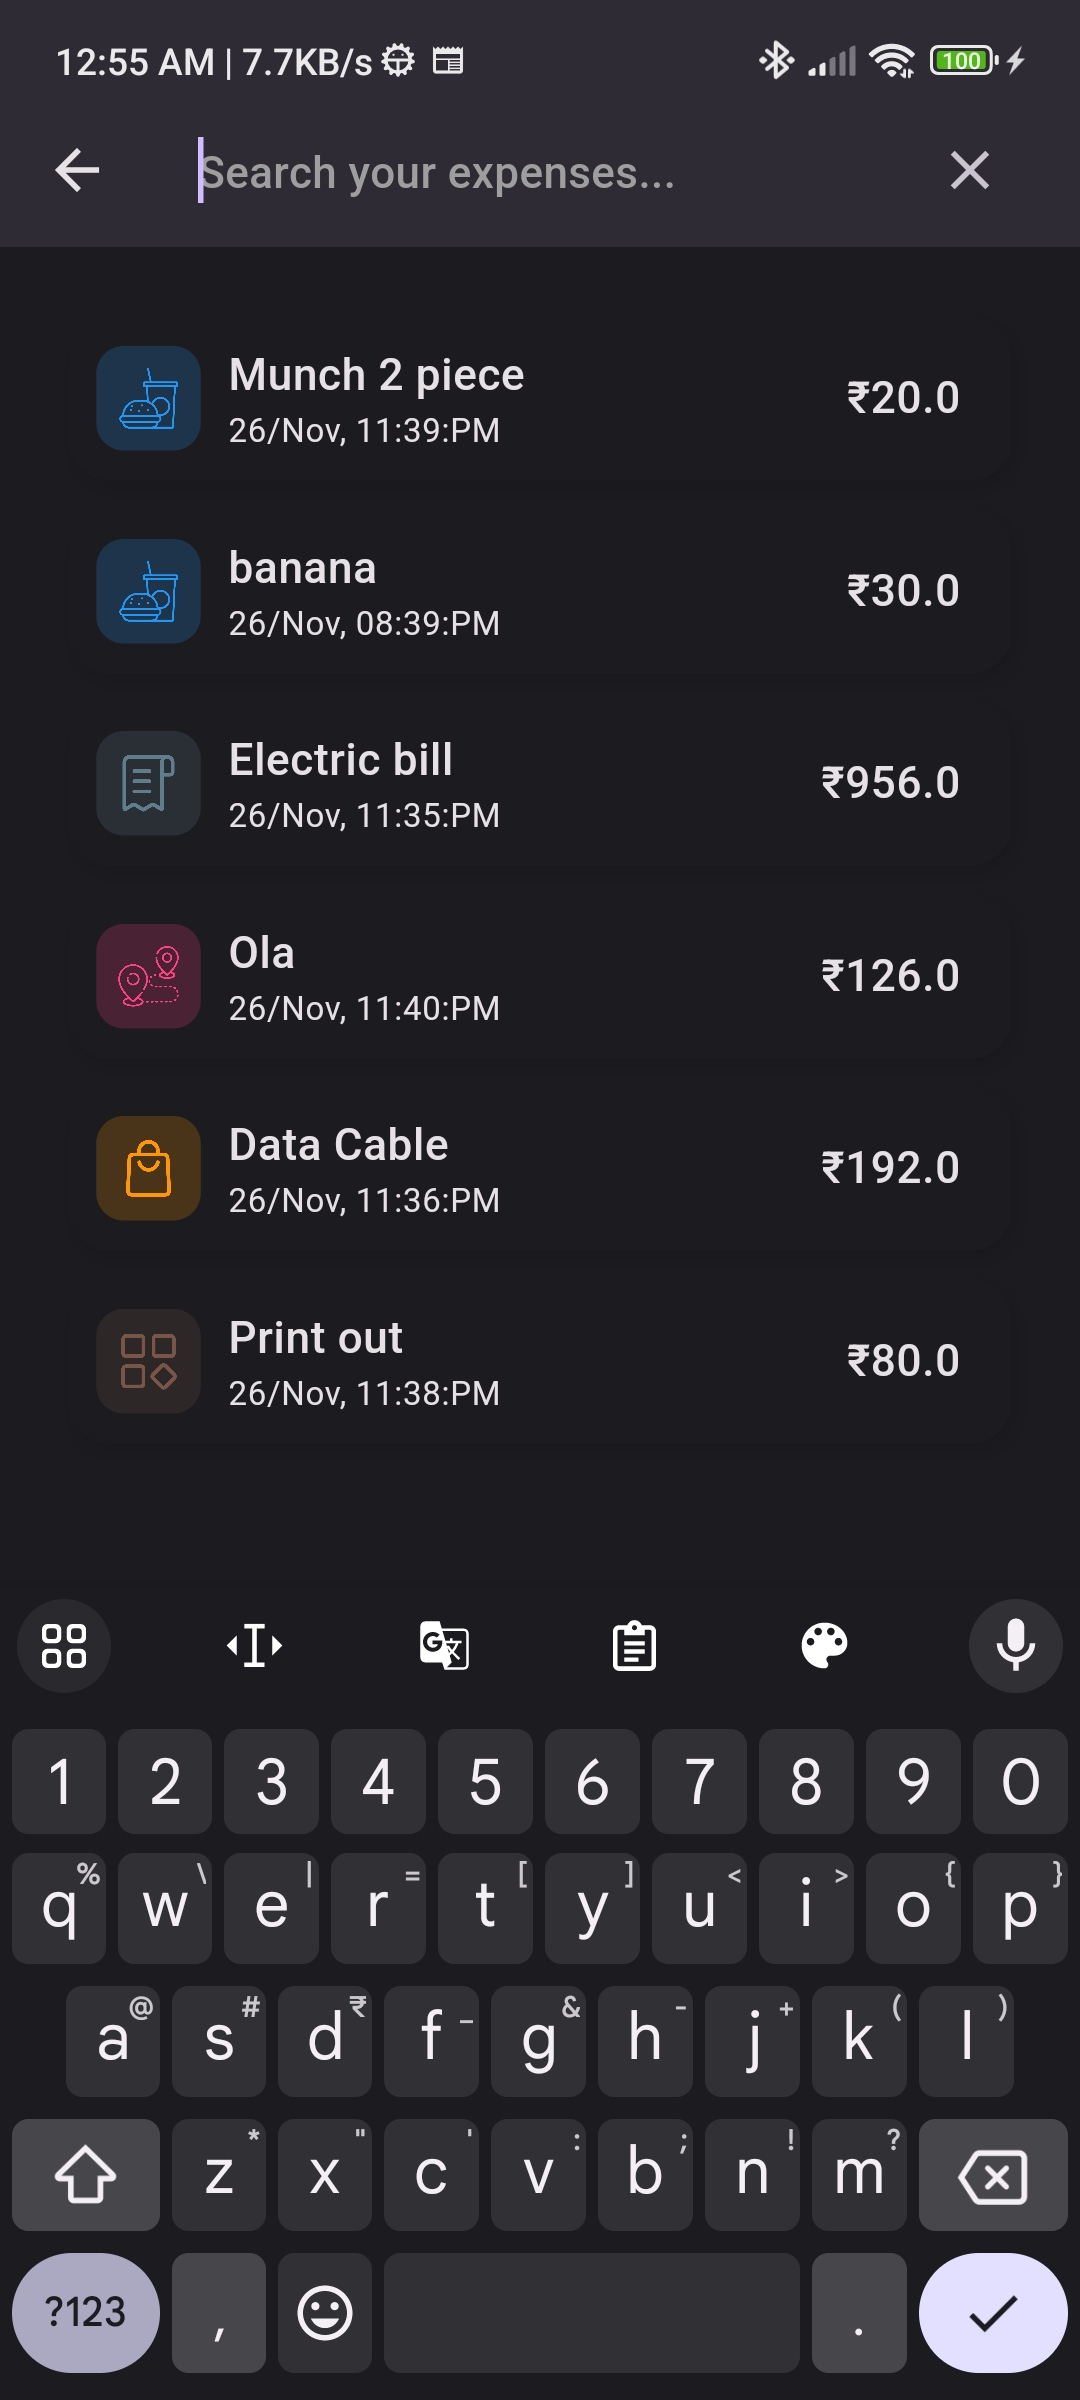 12:55 AM | 7.7KB/s
100
Search your expenses...
Munch 2 piece
₹20.0
26/Nov, 11:39:PM
banana
₹30.0
26/Nov, 08:39:PM
Electric bill
₹956.0
26/Nov, 11:35:PM
Ola
₹126.0
26/Nov, 11:40:PM
Data Cable
₹192.0
26/Nov, 11:36:PM
Print out
₹80.0
26/Nov, 11:38:PM
1 2 3 4 5 6 7 8 9 0
% \ | = [ ] < > { }
q w e r t y u i o p
@ # ₹ _ & - + ( )
a s d f g h j k l
* " ' : ; ! ?
z x c v b n m
?123 , .